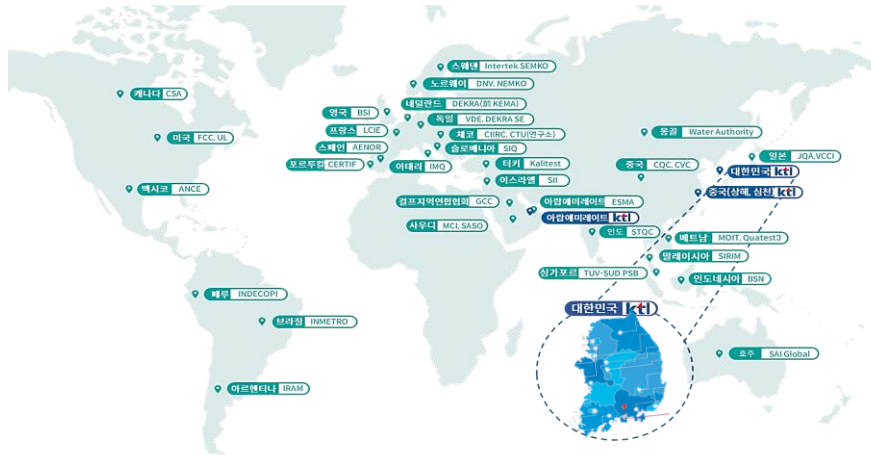 스웨덴 Intertek SEMKO
노르웨이 DNV, NEMKO
캐나다 CSA
네덜란드 DEKRA(前 KEMA)
영국 BSI
독일 VDE, DEKRA SE
프랑스 LCIE
체코 CIIRC, CTU(연구소)
몽골 Water Authority
미국 FCC, UL
스페인 AENOR
슬로베니아 SIQ
일본 JQA,VCCI
포르투칼 CERTIF
이태리 IMQ
터키 Kalitest
중국 CQC, CVC
대한민국 ktl
이스라엘 SII
멕시코 ANCE
중국(상해, 심천) ktl
걸프지역연합협회 GCC
아랍에미레이트 ESMA
아랍에미레이트 ktl
사우디 MCI, SASO
인도 STQC
베트남 MOIT, Quatest3
말레이시아 SIRIM
싱가포르 TUV-SUD PSB
인도네시아 BSN
페루 INDECOPI
대한민국 ktl
브라질 INMETRO
호주 SAI Global
아르헨티나 IRAM